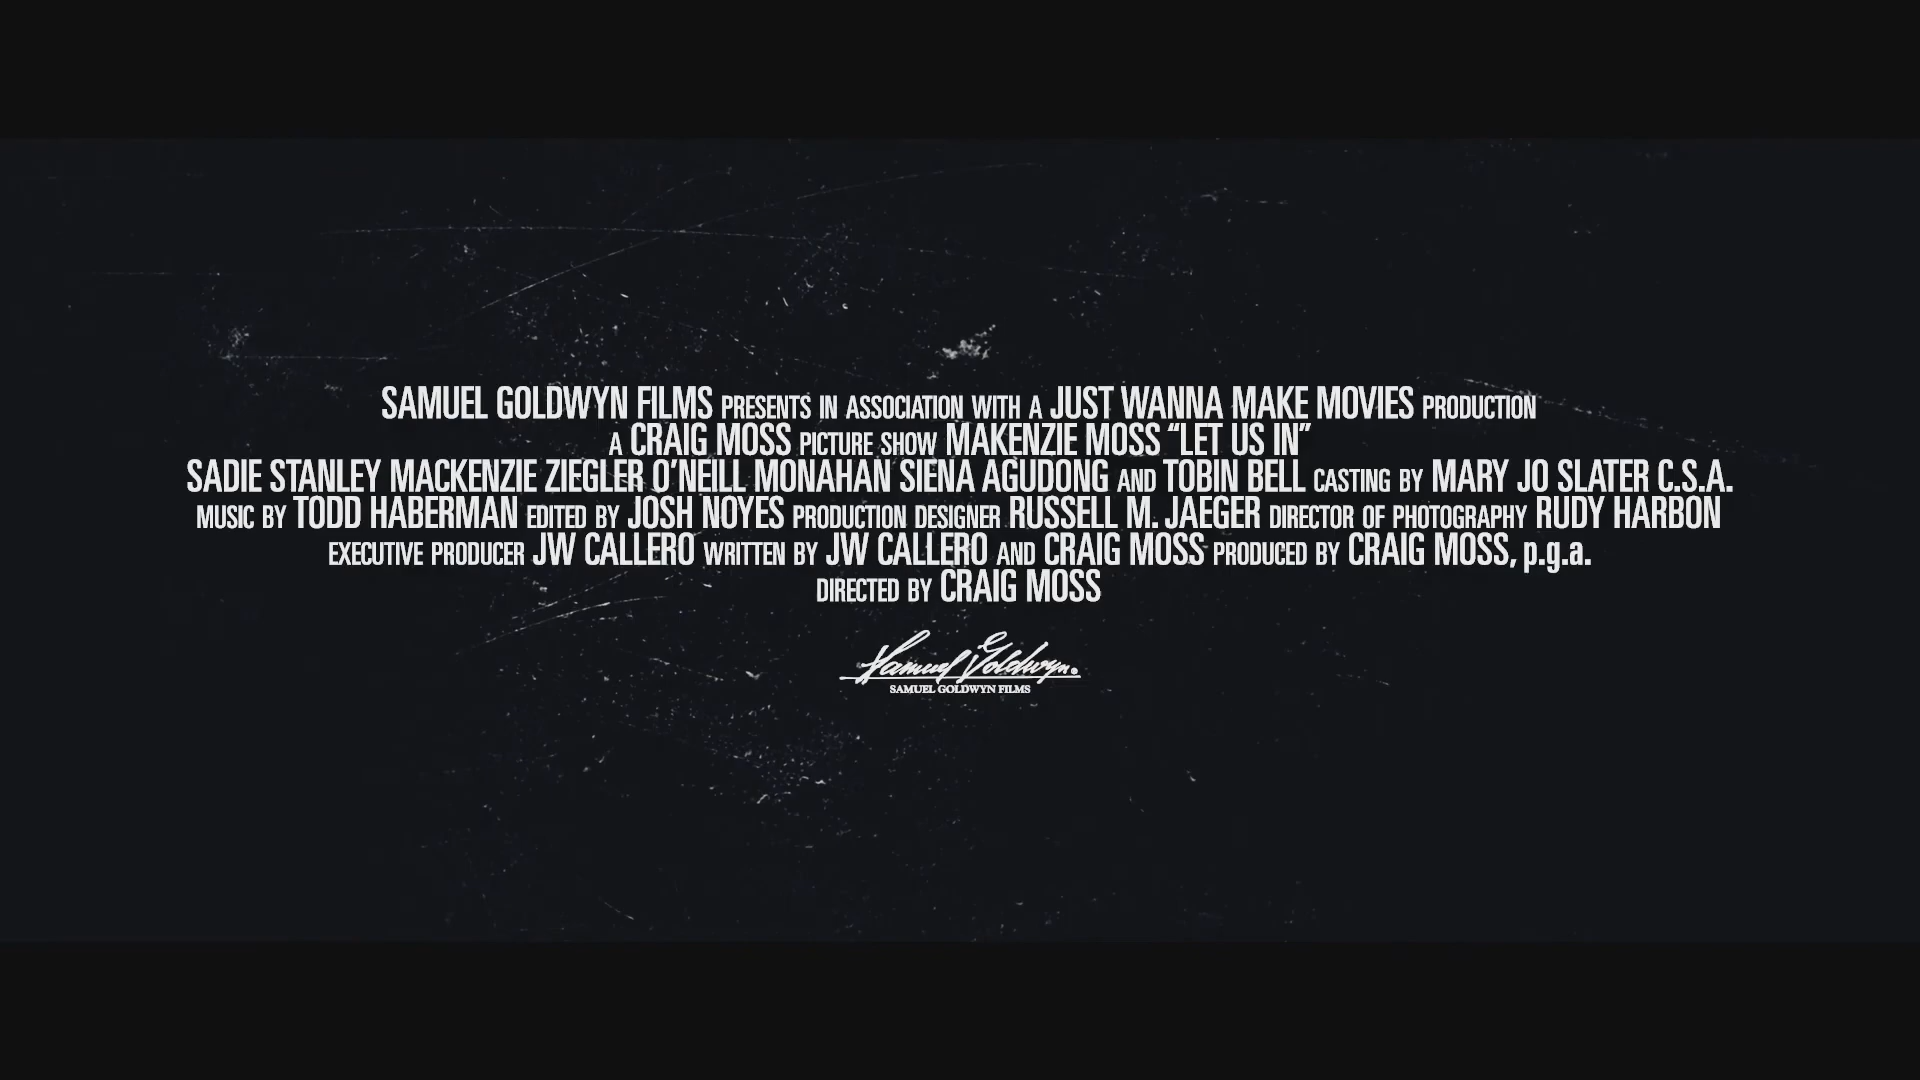 SAMUEL GOLDWYN FILMS PRESENTS IN ASSOCIATION WITH A JUST WANNA MAKE MOVIES PRODUCTION
A CRAIG MOSS PICTURE SHOW MAKENZIE MOSS “LET US IN”
SADIE STANLEY MACKENZIE ZIEGLER O’NEILL MONAHAN SIENA AGUDONG AND TOBIN BELL CASTING BY MARY JO SLATER C.S.A.
MUSIC BY TODD HABERMAN EDITED BY JOSH NOYES PRODUCTION DESIGNER RUSSELL M. JAEGER DIRECTOR OF PHOTOGRAPHY RUDY HARBON
EXECUTIVE PRODUCER JW CALLERO WRITTEN BY JW CALLERO AND CRAIG MOSS PRODUCED BY CRAIG MOSS, p.g.a.
DIRECTED BY CRAIG MOSS
Samuel Goldwyn.
SAMUEL GOLDWYN FILMS